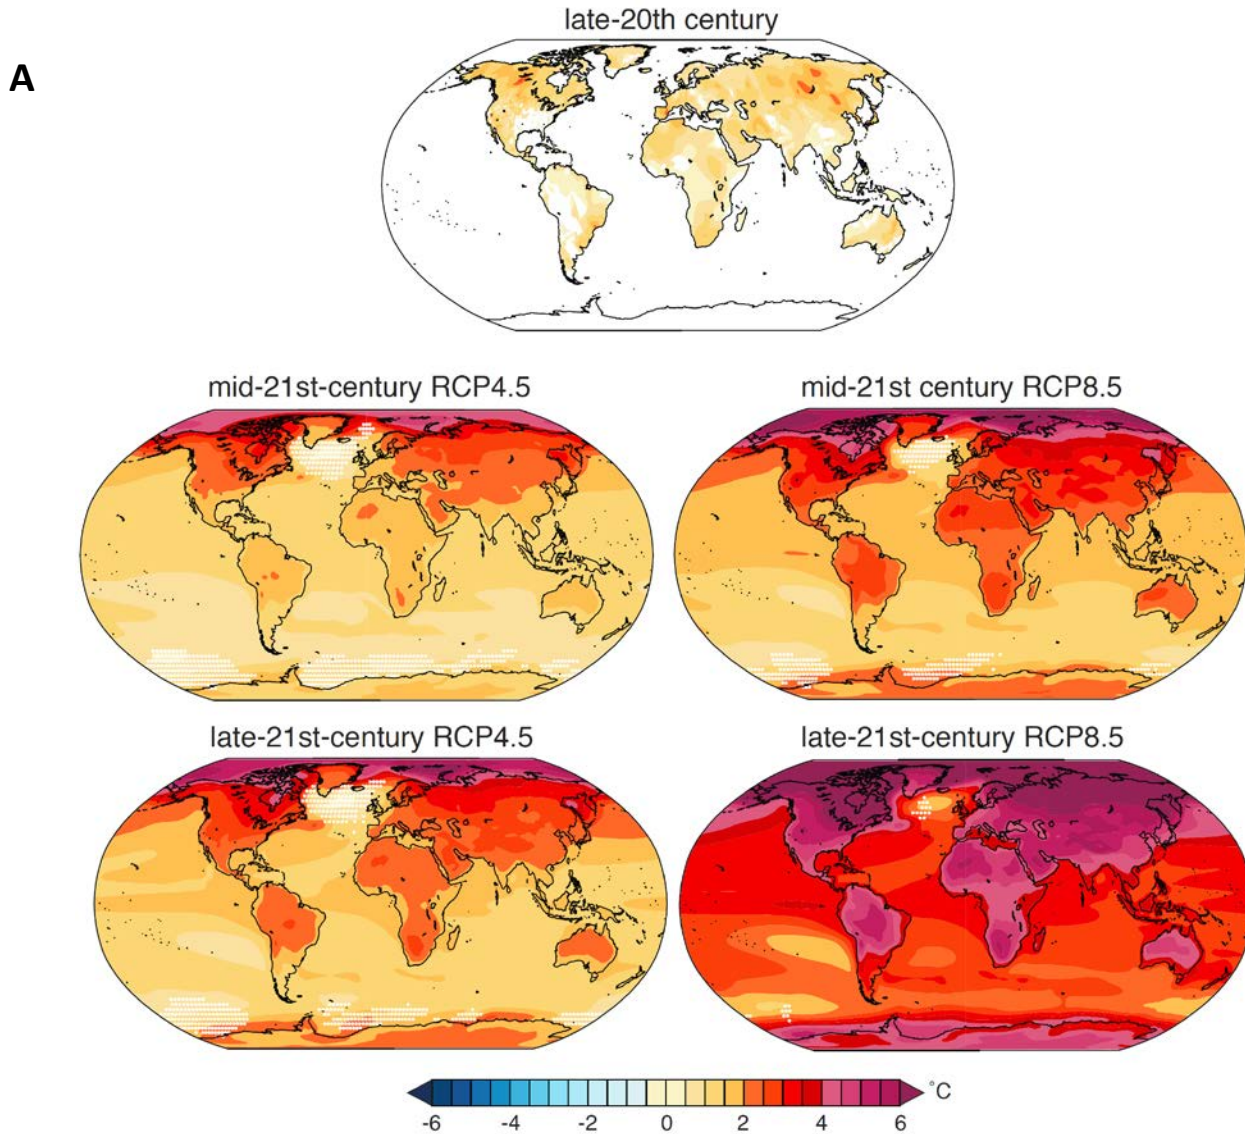 late-20th century
A
mid-21st-century RCP4.5
mid-21st century RCP8.5
late-21st-century RCP4.5
late-21st-century RCP8.5
°C
-6 -4 -2 0 2 4 6